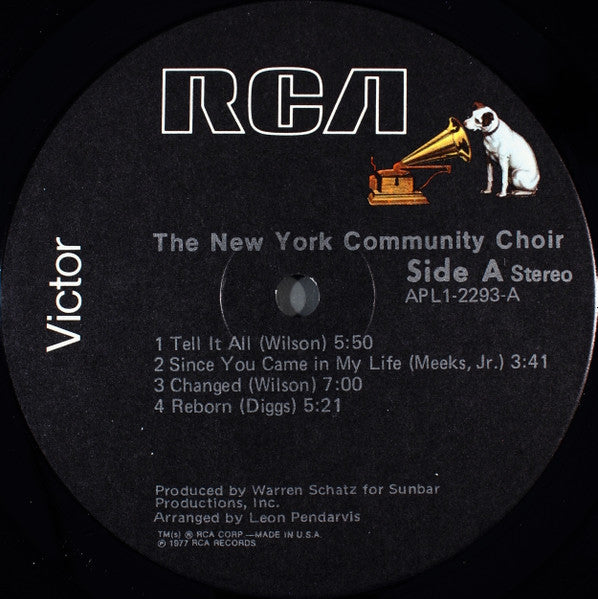 RCA
Victor
The New York Community Choir
Side A Stereo
APL1-2293-A
1 Tell It All (Wilson) 5:50
2 Since You Came in My Life (Meeks, Jr.) 3:41
3 Changed (Wilson) 7:00
4 Reborn (Diggs) 5:21
Produced by Warren Schatz for Sunbar
Productions, Inc.
Arranged by Leon Pendarvis
TM(s) ® RCA CORP.—MADE IN U.S.A.
℗ 1977 RCA RECORDS